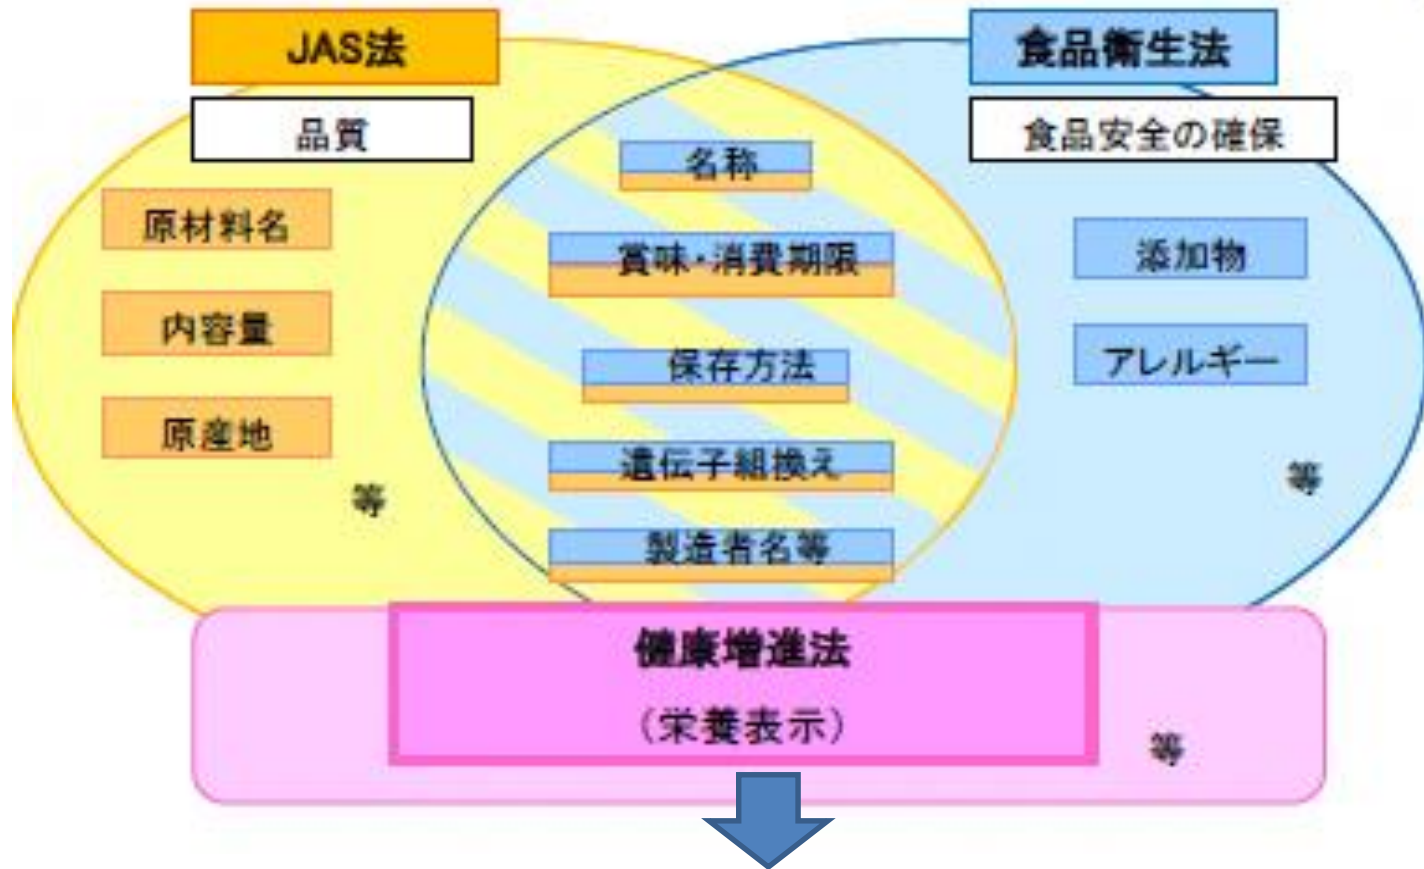 JAS法
品質
原材料名
内容量
原産地
等
名称
賞味・消費期限
保存方法
遺伝子組換え
製造者名等
食品衛生法
食品安全の確保
添加物
アレルギー
等
健康増進法
（栄養表示）
等